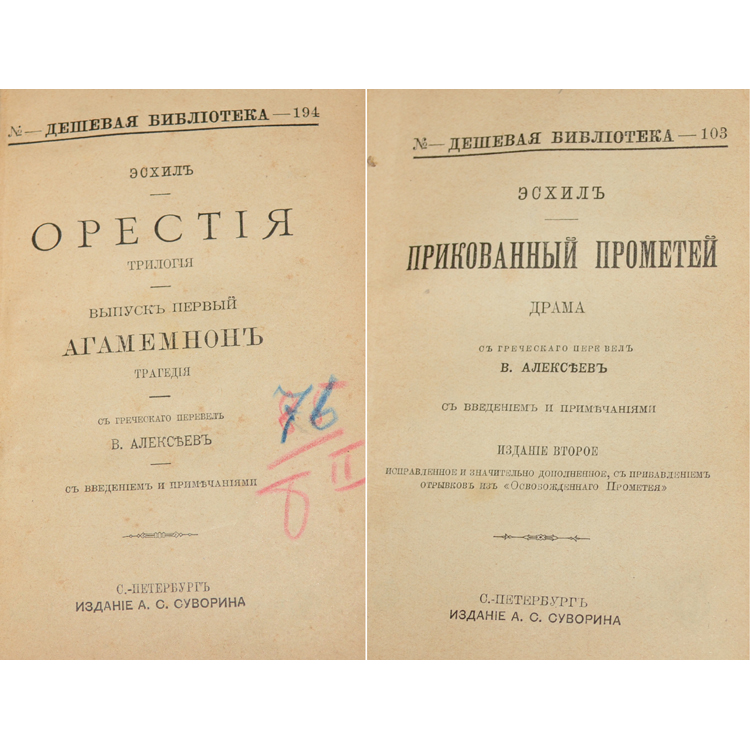 № — ДЕШЕВАЯ БИБЛІОТЕКА — 194
ЭСХИЛЪ
ОРЕСТІЯ
ТРИЛОГІЯ
ВЫПУСКЪ ПЕРВЫЙ
АГАМЕМНОНЪ
ТРАГЕДІЯ
СЪ ГРЕЧЕСКАГО ПЕРЕВЕЛЪ
В. АЛЕКСѢЕВЪ
СЪ ВВЕДЕНІЕМЪ И ПРИМѢЧАНІЯМИ
76
II
С.-ПЕТЕРБУРГЪ
ИЗДАНІЕ А. С. СУВОРИНА
№ — ДЕШЕВАЯ БИБЛІОТЕКА — 103
ЭСХИЛЪ
ПРИКОВАННЫЙ ПРОМЕТЕЙ
ДРАМА
СЪ ГРЕЧЕСКАГО ПЕРЕВЕЛЪ
В. АЛЕКСѢЕВЪ
СЪ ВВЕДЕНІЕМЪ И ПРИМѢЧАНІЯМИ
ИЗДАНІЕ ВТОРОЕ
ИСПРАВЛЕННОЕ И ЗНАЧИТЕЛЬНО ДОПОЛНЕННОЕ, СЪ ПРИБАВЛЕНІЕМЪ
ОТРЫВКОВЪ ИЗЪ «ОСВОБОЖДЕННАГО ПРОМЕТЕЯ»
С.-ПЕТЕРБУРГЪ
ИЗДАНІЕ А. С. СУВОРИНА